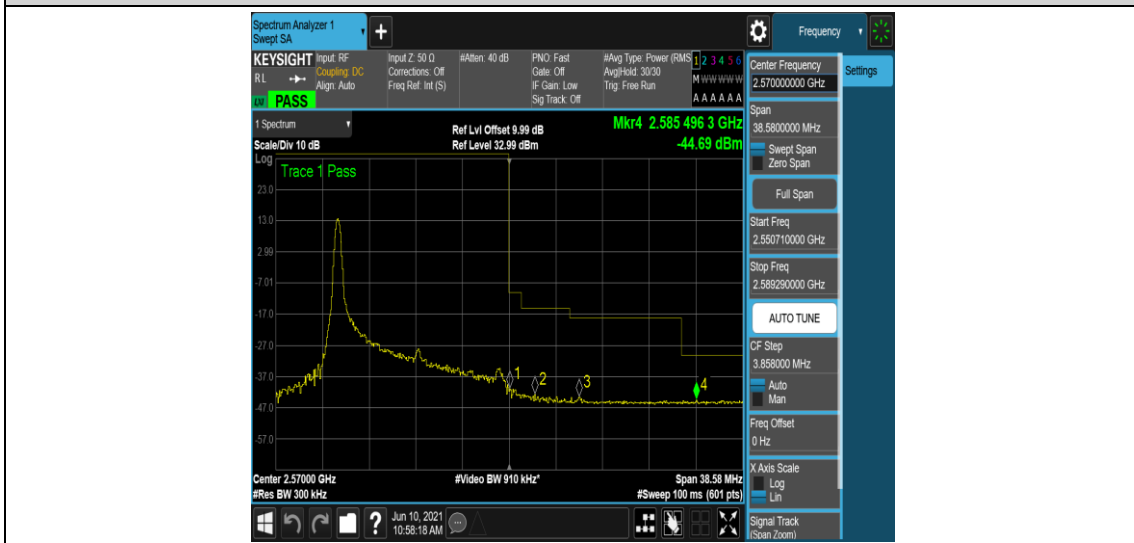 Spectrum Analyzer 1
Swept SA
+
Frequency
KEYSIGHT
Input: RF
Input Z: 50 Ω
#Atten: 40 dB
PNO: Fast
#Avg Type: Power (RMS
1 2 3 4 5 6
RL
Coupling: DC
Corrections: Off
Gate: Off
Avg|Hold: 30/30
M W W W W W
Align: Auto
Freq Ref: Int (S)
IF Gain: Low
Trig: Free Run
LXI
PASS
Sig Track: Off
A A A A A A
Center Frequency
2.570000000 GHz
Settings
1 Spectrum
Ref Lvl Offset 9.99 dB
Mkr4 2.585 496 3 GHz
Scale/Div 10 dB
Ref Level 32.99 dBm
-44.69 dBm
Log
Trace 1 Pass
23.0
13.0
2.99
-7.01
-17.0
-27.0
-37.0
-47.0
-57.0
1
2
3
4
Center 2.57000 GHz
#Video BW 910 kHz*
Span 38.58 MHz
#Res BW 300 kHz
#Sweep 100 ms (601 pts)
Span
38.5800000 MHz
Swept Span
Zero Span
Full Span
Start Freq
2.550710000 GHz
Stop Freq
2.589290000 GHz
AUTO TUNE
CF Step
3.858000 MHz
Auto
Man
Freq Offset
0 Hz
X Axis Scale
Log
Lin
Signal Track
(Span Zoom)
?
Jun 10, 2021
10:58:18 AM